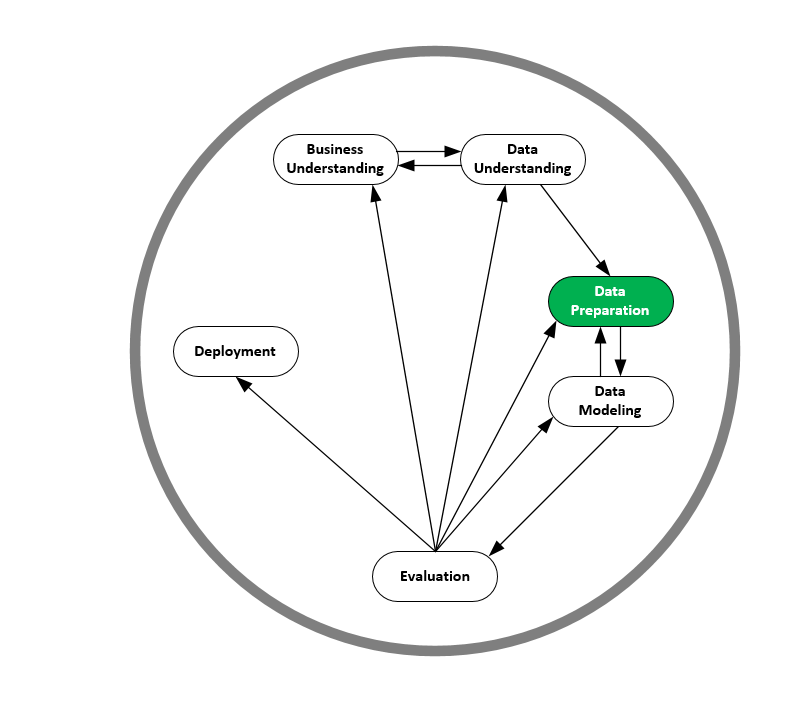 Business
Understanding
Data
Understanding
Data
Preparation
Deployment
Data
Modeling
Evaluation